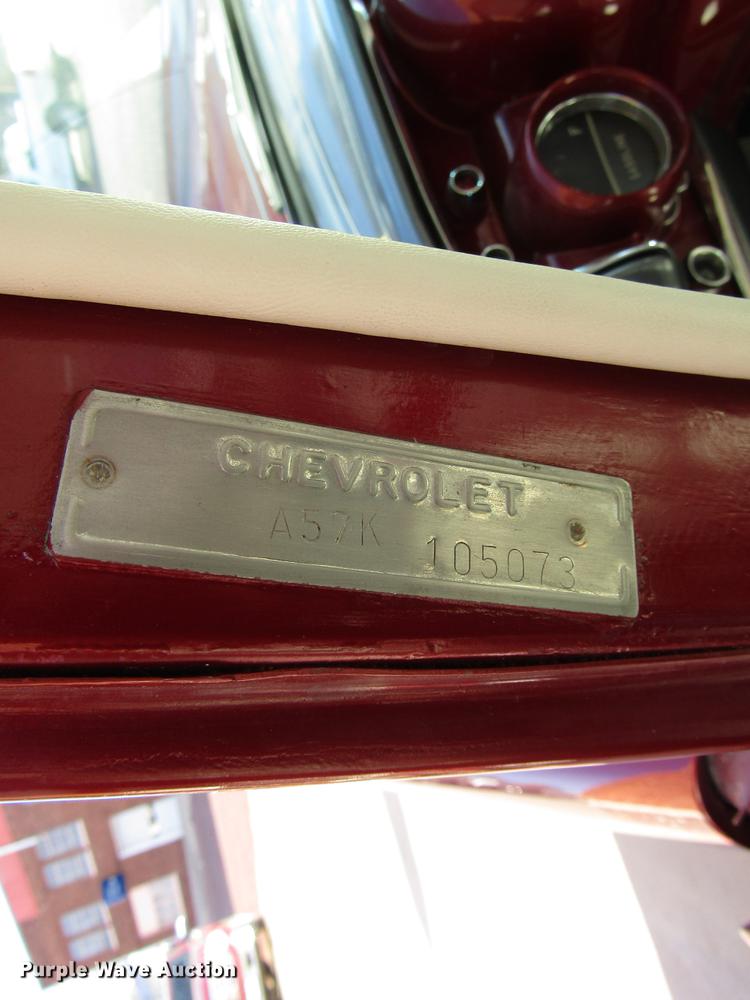 CHEVROLET
A57K 105073
Purple Wave Auction